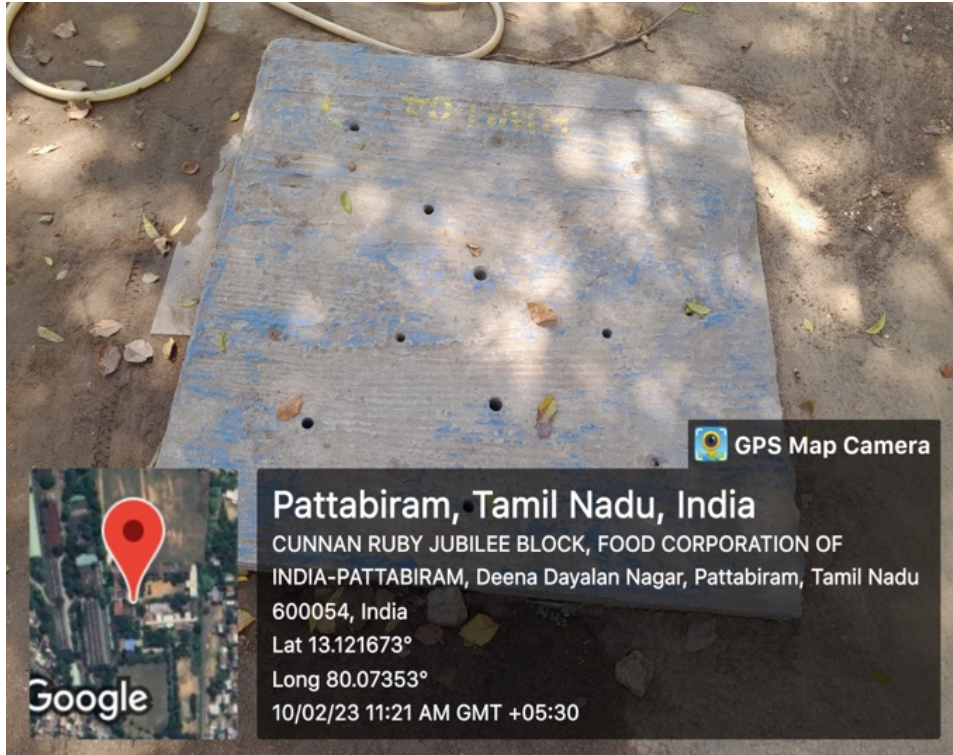 GPS Map Camera
Pattabiram, Tamil Nadu, India
CUNNAN RUBY JUBILEE BLOCK, FOOD CORPORATION OF
INDIA-PATTABIRAM, Deena Dayalan Nagar, Pattabiram, Tamil Nadu
600054, India
Lat 13.121673°
Long 80.07353°
10/02/23 11:21 AM GMT +05:30
Google